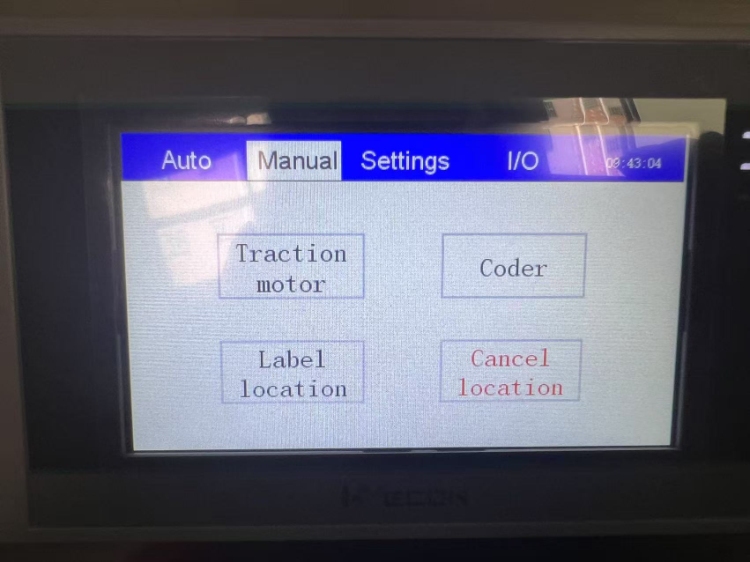 Auto Manual Settings I/O 09:43:04
Traction
motor
Coder
Label
location
Cancel
location